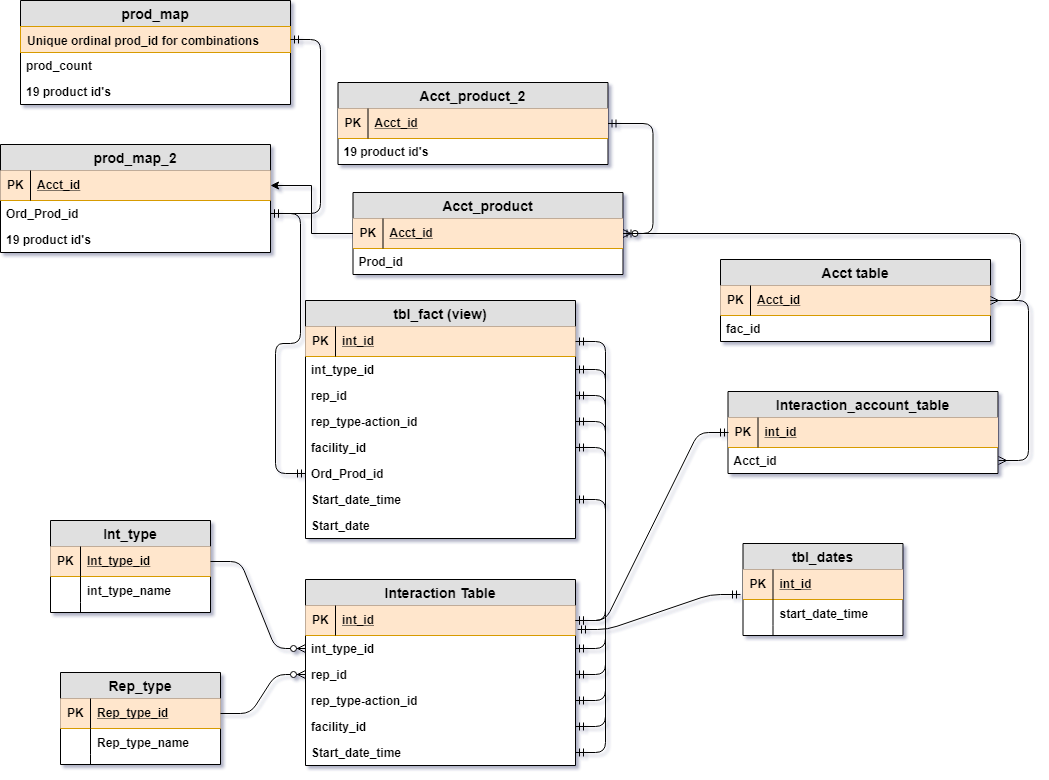 prod_map
Unique ordinal prod_id for combinations
prod_count
19 product id's
prod_map_2
PK Acct_id
Ord_Prod_id
19 product id's
Acct_product_2
PK Acct_id
19 product id's
Acct_product
PK Acct_id
Prod_id
Acct table
PK Acct_id
fac_id
tbl_fact (view)
PK int_id
int_type_id
rep_id
rep_type-action_id
facility_id
Ord_Prod_id
Start_date_time
Start_date
Interaction_account_table
PK int_id
Acct_id
Int_type
PK Int_type_id
int_type_name
tbl_dates
PK int_id
start_date_time
Interaction Table
PK int_id
int_type_id
rep_id
rep_type-action_id
facility_id
Start_date_time
Rep_type
PK Rep_type_id
Rep_type_name